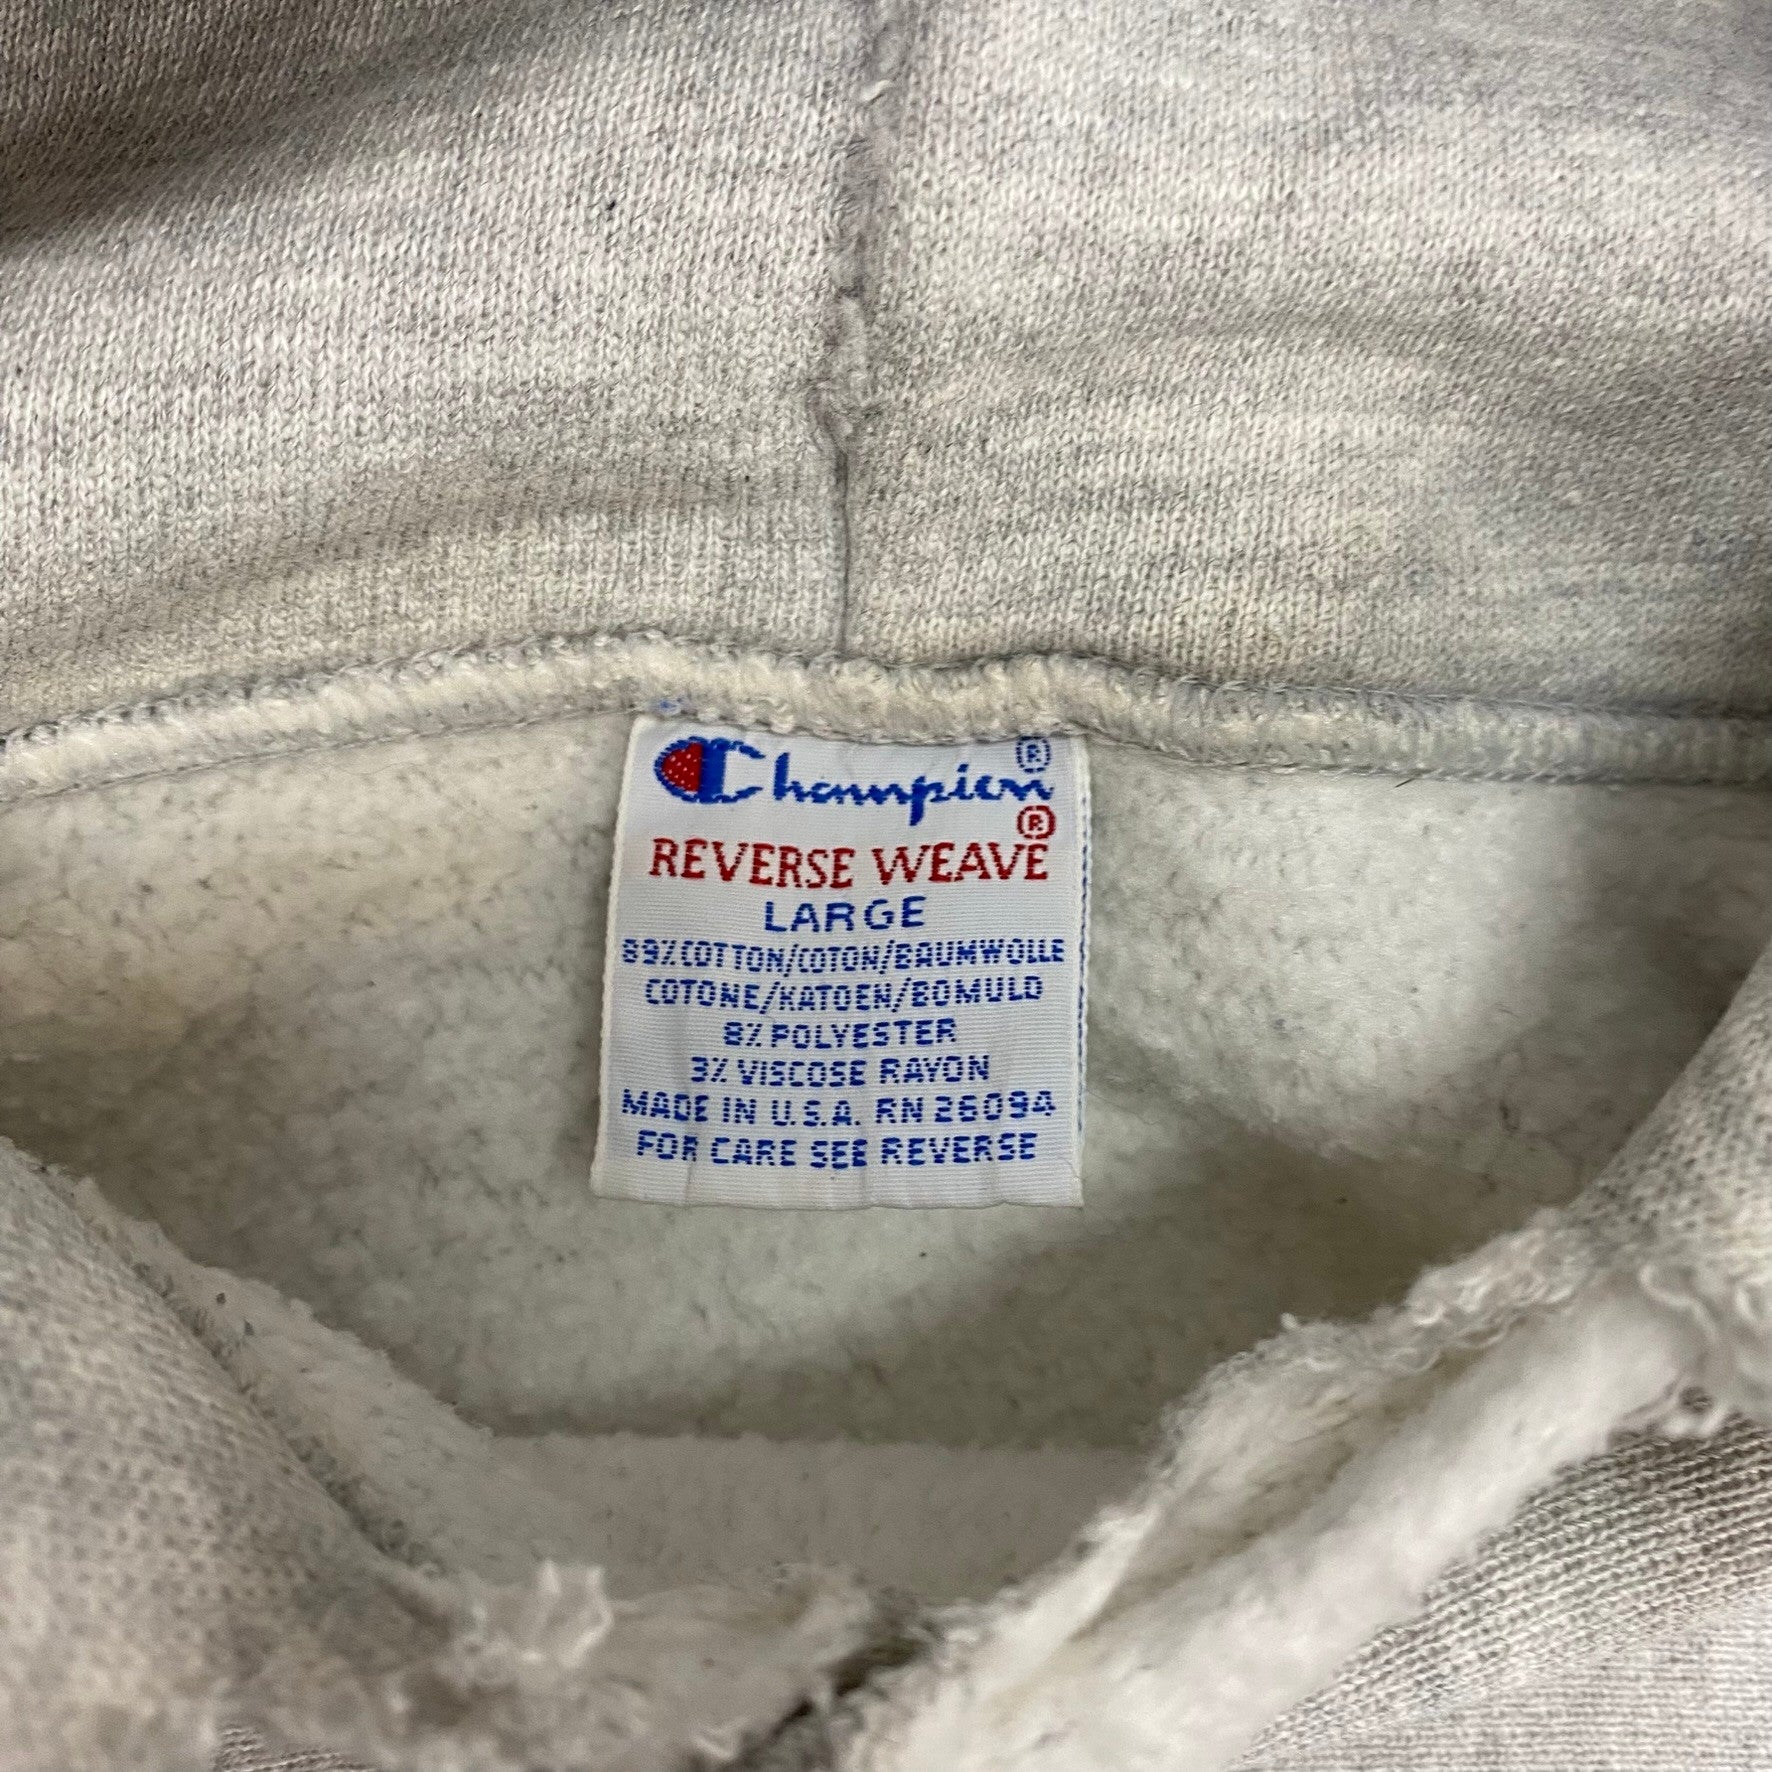 Champion®
REVERSE WEAVE®
LARGE
89% COTTON/COTON/BAUMWOLLE
COTONE/KATOEN/BOMULD
8% POLYESTER
3% VISCOSE RAYON
MADE IN U.S.A. RN 26094
FOR CARE SEE REVERSE